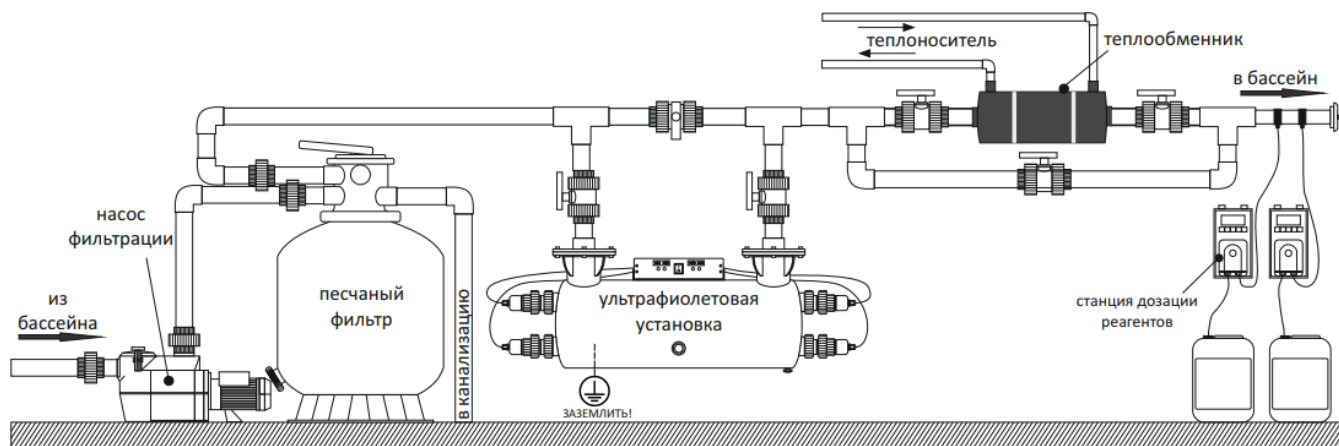 теплоноситель
теплообменник
в бассейн
насос
фильтрации
из
бассейна
песчаный
фильтр
в канализацию
ультрафиолетовая
установка
ЗАЗЕМЛИТЬ!
станция дозации
реагентов